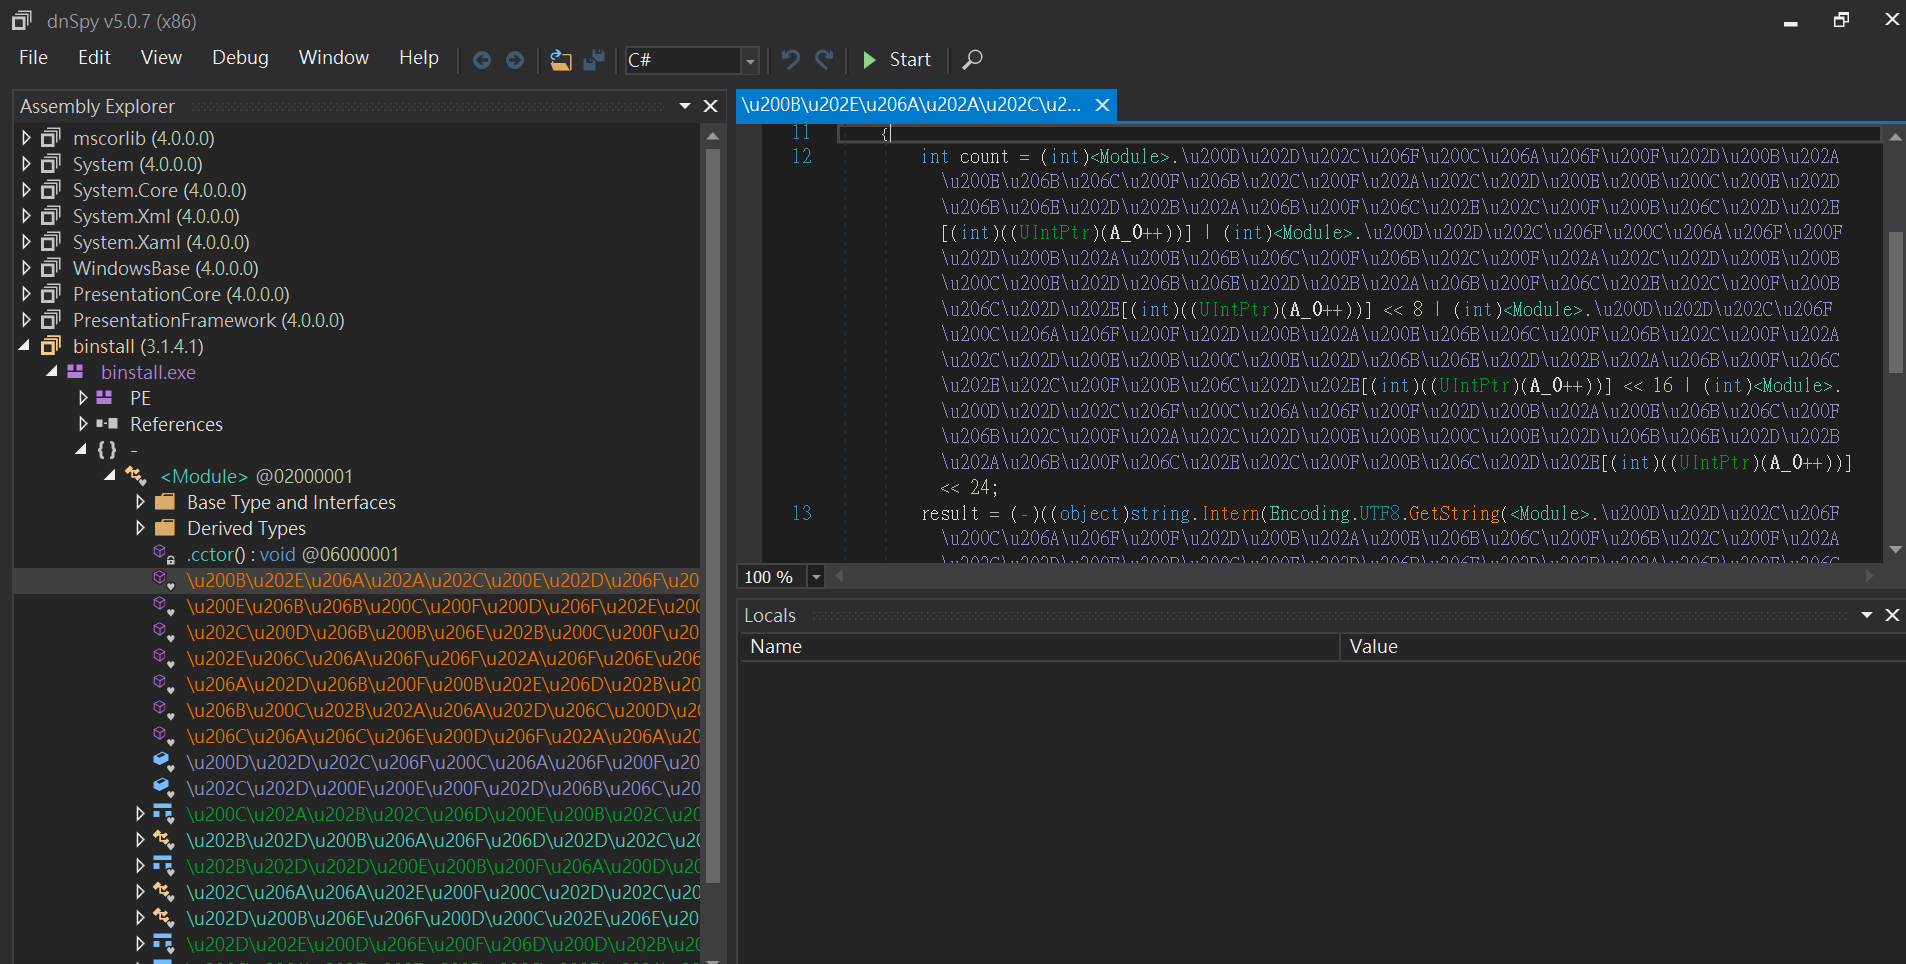 dnSpy v5.0.7 (x86)
File Edit View Debug Window Help C# Start
Assembly Explorer
mscorlib (4.0.0.0)
System (4.0.0.0)
System.Core (4.0.0.0)
System.Xml (4.0.0.0)
System.Xaml (4.0.0.0)
WindowsBase (4.0.0.0)
PresentationCore (4.0.0.0)
PresentationFramework (4.0.0.0)
binstall (3.1.4.1)
binstall.exe
PE
References
{ } -
<Module> @02000001
Base Type and Interfaces
Derived Types
.cctor() : void @06000001
\u200B\u202E\u206A\u202A\u202C\u200E\u202D\u206F\u20
\u200E\u206B\u206B\u200C\u200F\u200D\u206F\u202E\u200
\u202C\u200D\u206B\u200B\u206E\u202B\u200C\u200F\u20
\u202E\u206C\u206A\u206F\u206F\u202A\u206F\u206E\u206
\u206A\u202D\u206B\u200F\u200B\u202E\u206D\u202B\u20
\u206B\u200C\u202B\u202A\u206A\u202D\u206C\u200D\u20
\u206C\u206A\u206C\u206E\u200D\u206F\u202A\u206A\u20
\u200D\u202D\u202C\u206F\u200C\u206A\u206F\u200F\u20
\u202C\u202D\u200E\u200E\u200F\u202D\u206B\u206C\u20
\u200C\u202A\u202B\u202C\u206D\u200E\u200B\u202C\u20
\u202B\u202D\u200B\u206A\u206F\u206D\u202D\u202C\u20
\u202B\u202D\u202D\u200E\u200B\u200F\u206A\u200D\u20
\u202C\u206A\u206A\u202E\u200F\u200C\u202D\u202C\u20
\u202D\u200B\u206E\u206F\u200D\u200C\u202E\u206E\u20
\u202D\u202E\u200D\u206E\u200F\u206D\u200D\u202B\u20
\u200B\u202E\u206A\u202A\u202C\u2...
11 {
12 int count = (int)<Module>.\u200D\u202D\u202C\u206F\u200C\u206A\u206F\u200F\u202D\u200B\u202A
\u200E\u206B\u206C\u200F\u206B\u202C\u200F\u202A\u202C\u202D\u200E\u200B\u200C\u200E\u202D
\u206B\u206E\u202D\u202B\u202A\u206B\u200F\u206C\u202E\u202C\u200F\u200B\u206C\u202D\u202E
[(int)((UIntPtr)(A_0++))] | (int)<Module>.\u200D\u202D\u202C\u206F\u200C\u206A\u206F\u200F
\u202D\u200B\u202A\u200E\u206B\u206C\u200F\u206B\u202C\u200F\u202A\u202C\u202D\u200E\u200B
\u200C\u200E\u202D\u206B\u206E\u202D\u202B\u202A\u206B\u200F\u206C\u202E\u202C\u200F\u200B
\u206C\u202D\u202E[(int)((UIntPtr)(A_0++))] << 8 | (int)<Module>.\u200D\u202D\u202C\u206F
\u200C\u206A\u206F\u200F\u202D\u200B\u202A\u200E\u206B\u206C\u200F\u206B\u202C\u200F\u202A
\u202C\u202D\u200E\u200B\u200C\u200E\u202D\u206B\u206E\u202D\u202B\u202A\u206B\u200F\u206C
\u202E\u202C\u200F\u200B\u206C\u202D\u202E[(int)((UIntPtr)(A_0++))] << 16 | (int)<Module>.
\u200D\u202D\u202C\u206F\u200C\u206A\u206F\u200F\u202D\u200B\u202A\u200E\u206B\u206C\u200F
\u206B\u202C\u200F\u202A\u202C\u202D\u200E\u200B\u200C\u200E\u202D\u206B\u206E\u202D\u202B
\u202A\u206B\u200F\u206C\u202E\u202C\u200F\u200B\u206C\u202D\u202E[(int)((UIntPtr)(A_0++))]
<< 24;
13 result = (-)((object)string.Intern(Encoding.UTF8.GetString(<Module>.\u200D\u202D\u202C\u206F
\u200C\u206A\u206F\u200F\u202D\u200B\u202A\u200E\u206B\u206C\u200F\u206B\u202C\u200F\u202A
100 %
Locals
Name Value